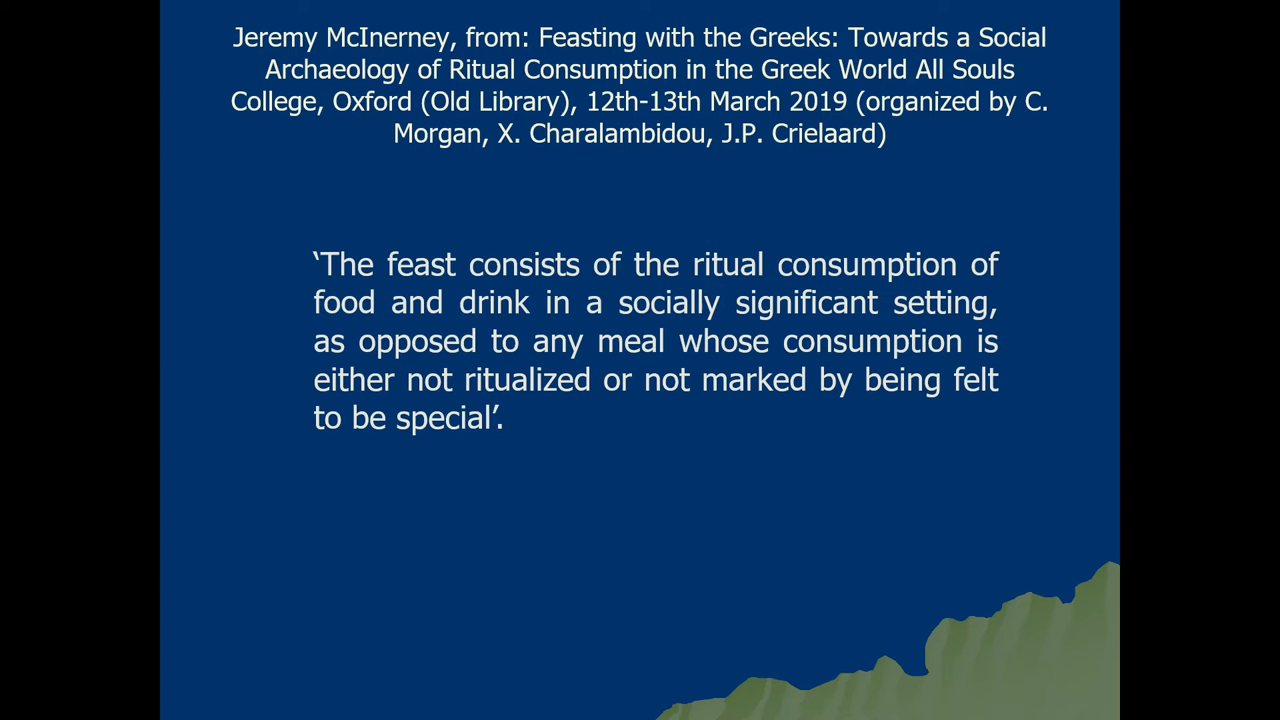 Jeremy McInerney, from: Feasting with the Greeks: Towards a Social
Archaeology of Ritual Consumption in the Greek World All Souls
College, Oxford (Old Library), 12th-13th March 2019 (organized by C.
Morgan, X. Charalambidou, J.P. Crielaard)
‘The feast consists of the ritual consumption of
food and drink in a socially significant setting,
as opposed to any meal whose consumption is
either not ritualized or not marked by being felt
to be special’.